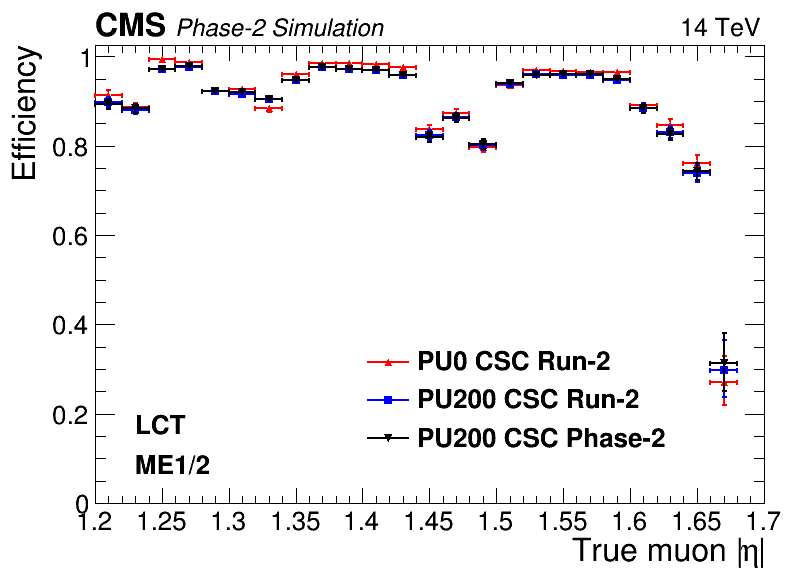 CMS Phase-2 Simulation 14 TeV
Efficiency
1
0.8
0.6
0.4
0.2
0
PU0 CSC Run-2
PU200 CSC Run-2
PU200 CSC Phase-2
LCT
ME1/2
1.2 1.25 1.3 1.35 1.4 1.45 1.5 1.55 1.6 1.65 1.7
True muon |η|